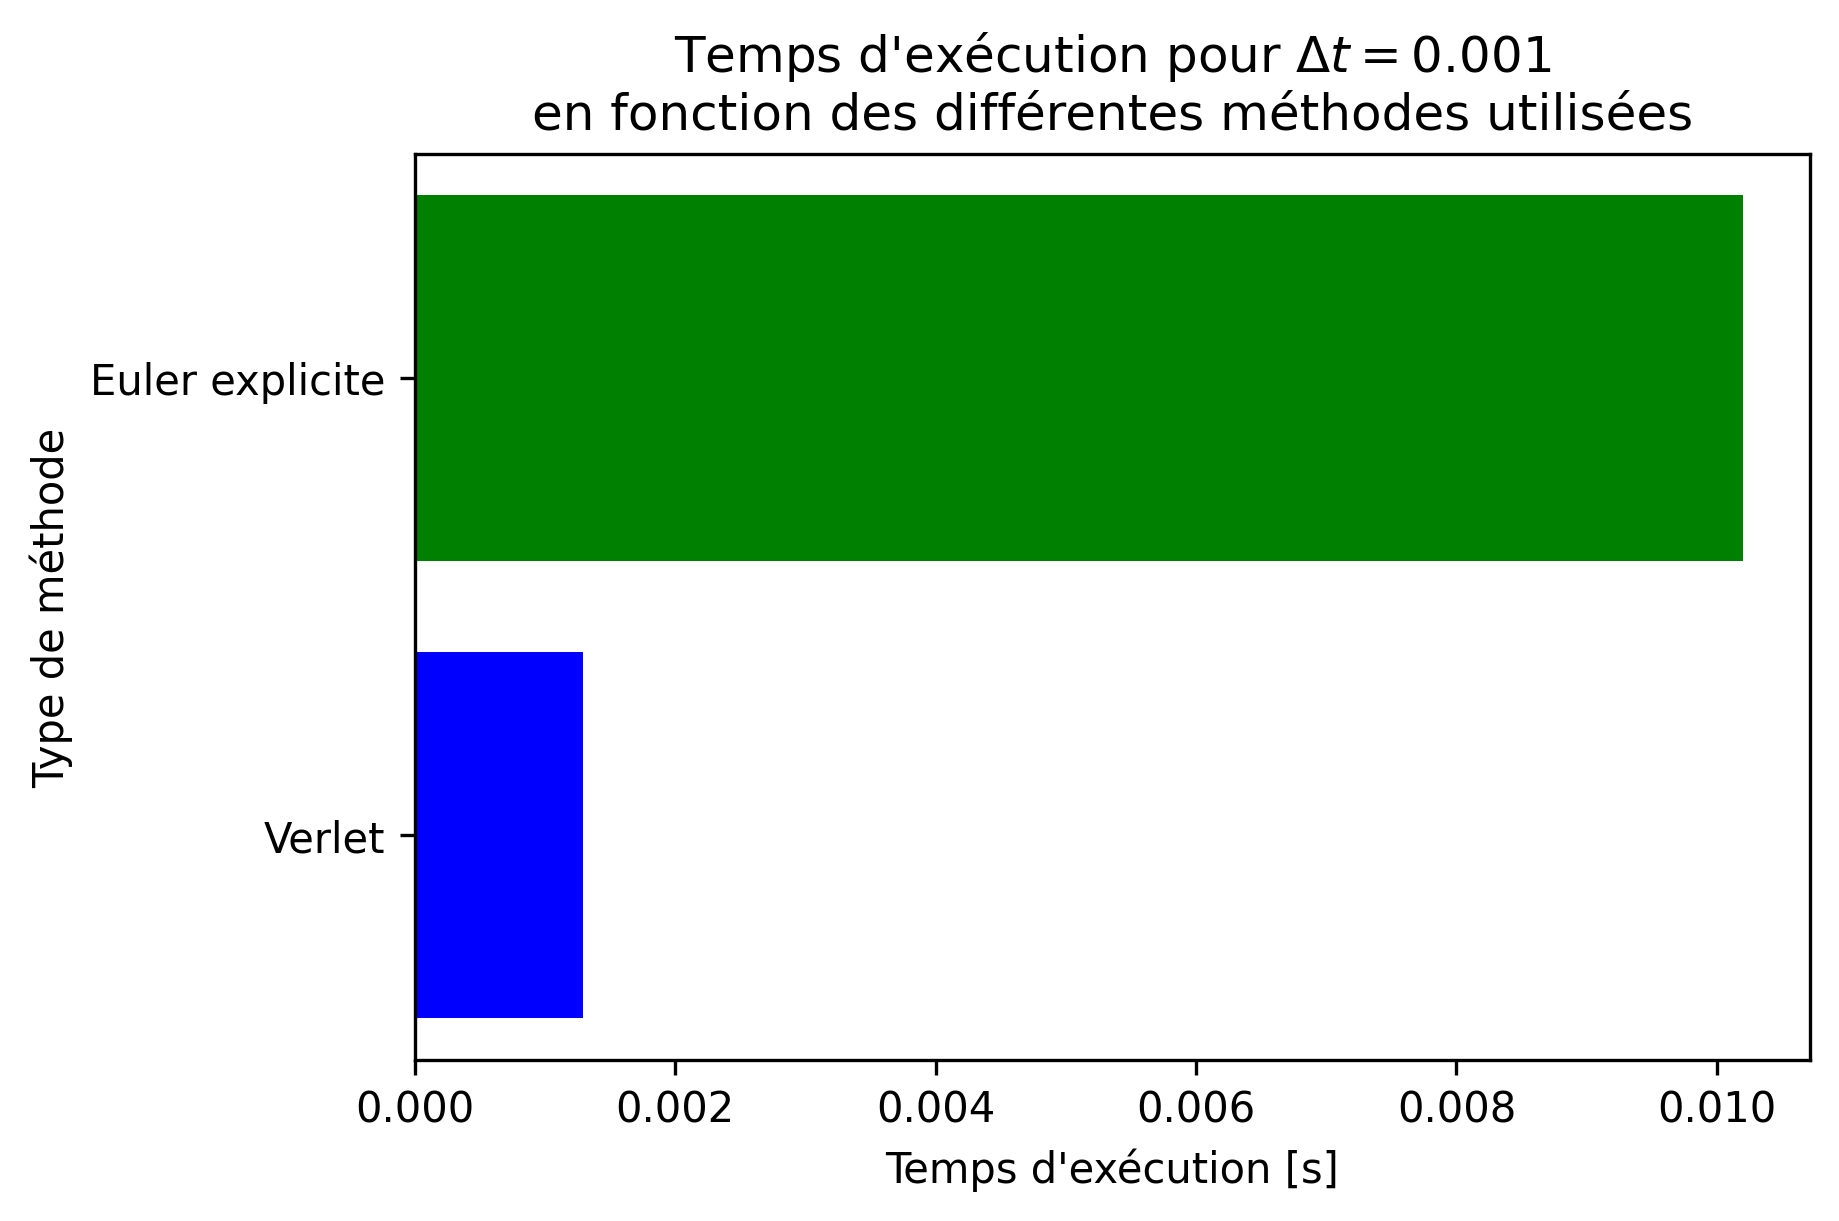 Temps d'exécution pour Δt = 0.001
en fonction des différentes méthodes utilisées
Type de méthode
Euler explicite
Verlet
0.000 0.002 0.004 0.006 0.008 0.010
Temps d'exécution [s]